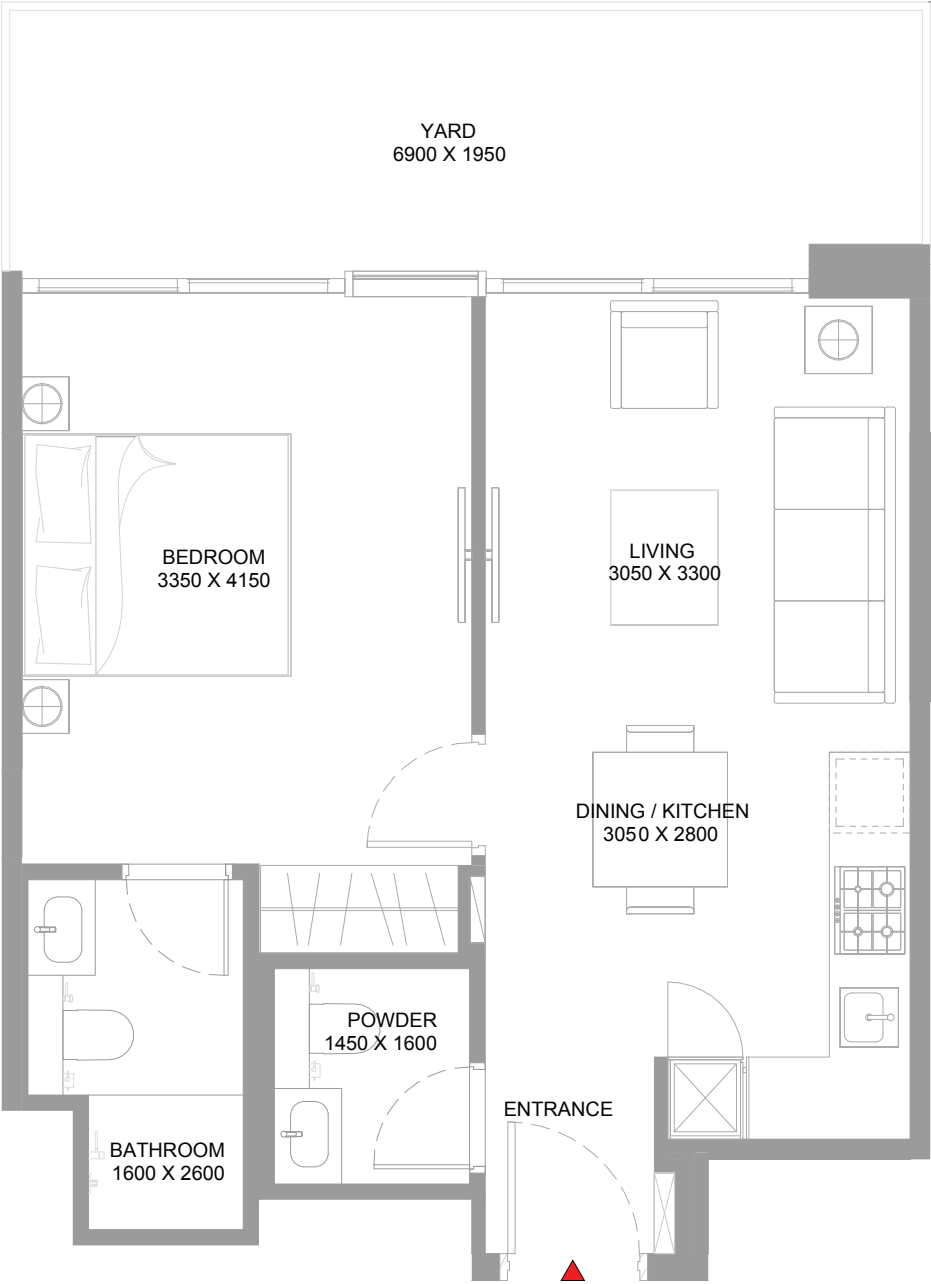 YARD
6900 X 1950
BEDROOM
3350 X 4150
LIVING
3050 X 3300
DINING / KITCHEN
3050 X 2800
POWDER
1450 X 1600
ENTRANCE
BATHROOM
1600 X 2600